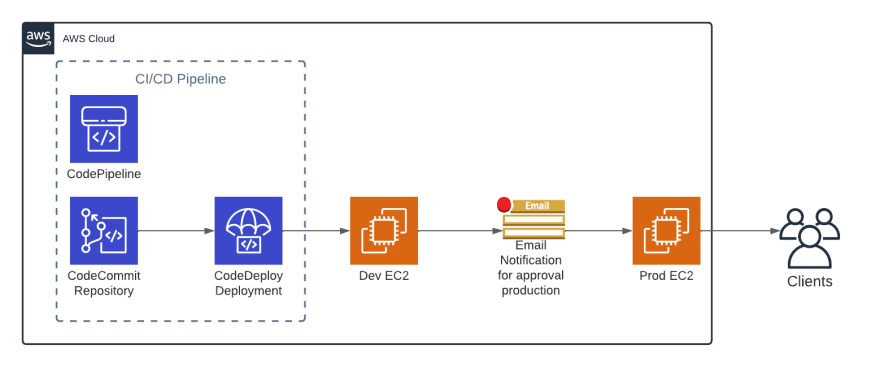 aws
AWS Cloud
CI/CD Pipeline
</>
CodePipeline
</>
CodeCommit
Repository
</>
CodeDeploy
Deployment
Dev EC2
Email
Email
Notification
for approval
production
Prod EC2
Clients